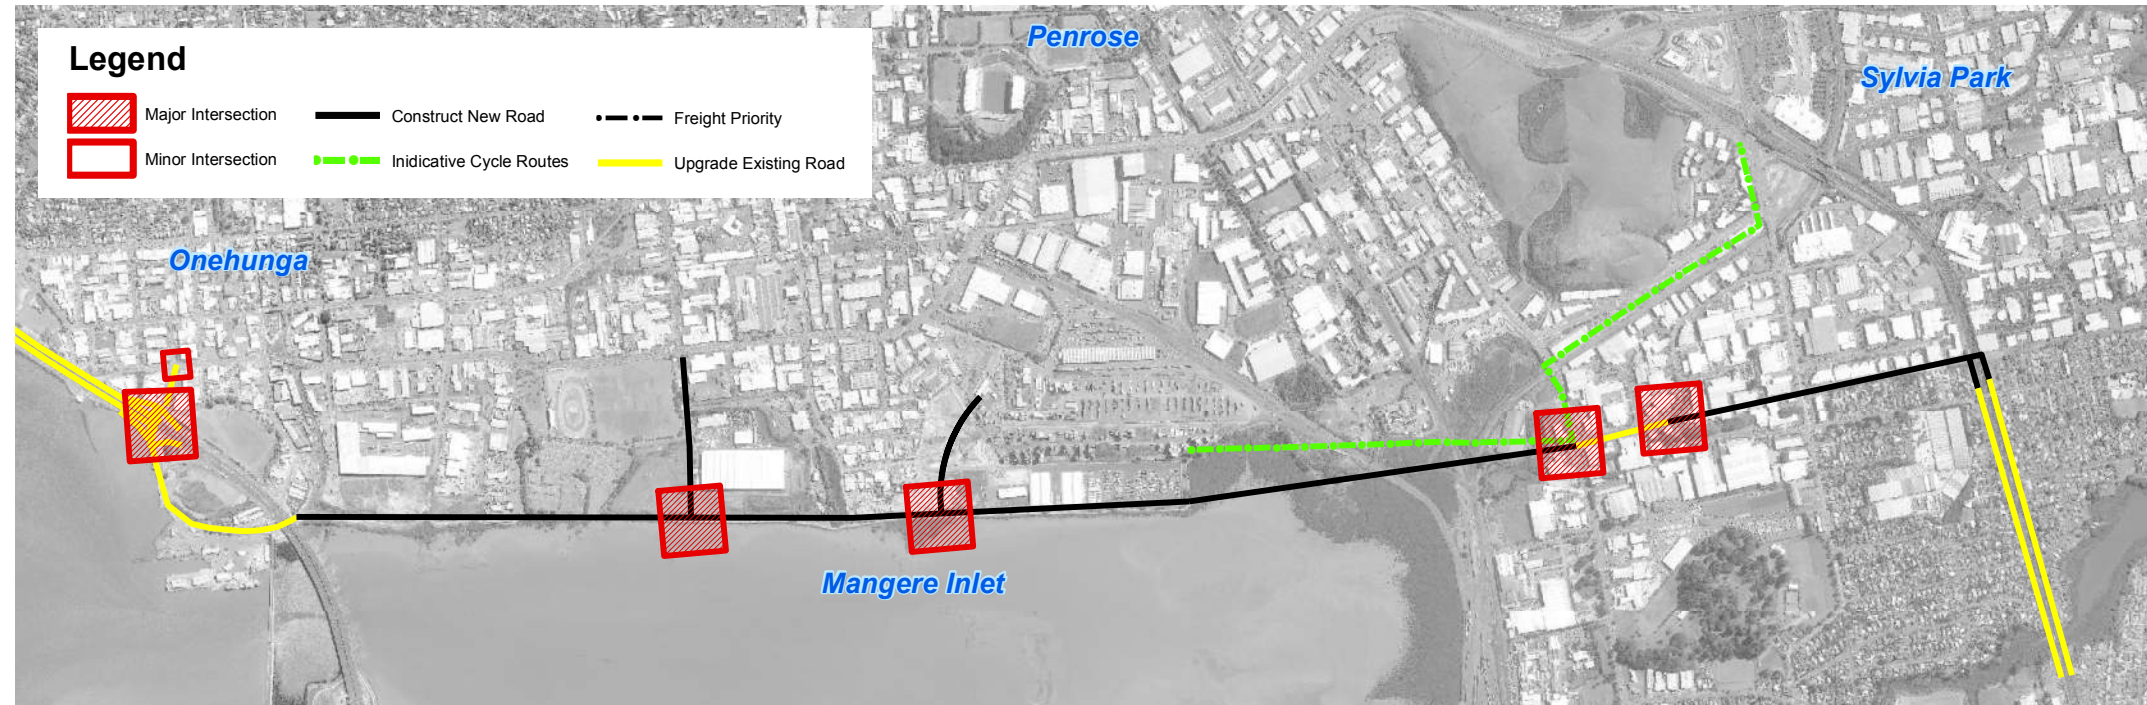 Penrose
Sylvia Park
Legend
Major Intersection
Construct New Road
Freight Priority
Minor Intersection
Inidicative Cycle Routes
Upgrade Existing Road
Onehunga
Mangere Inlet